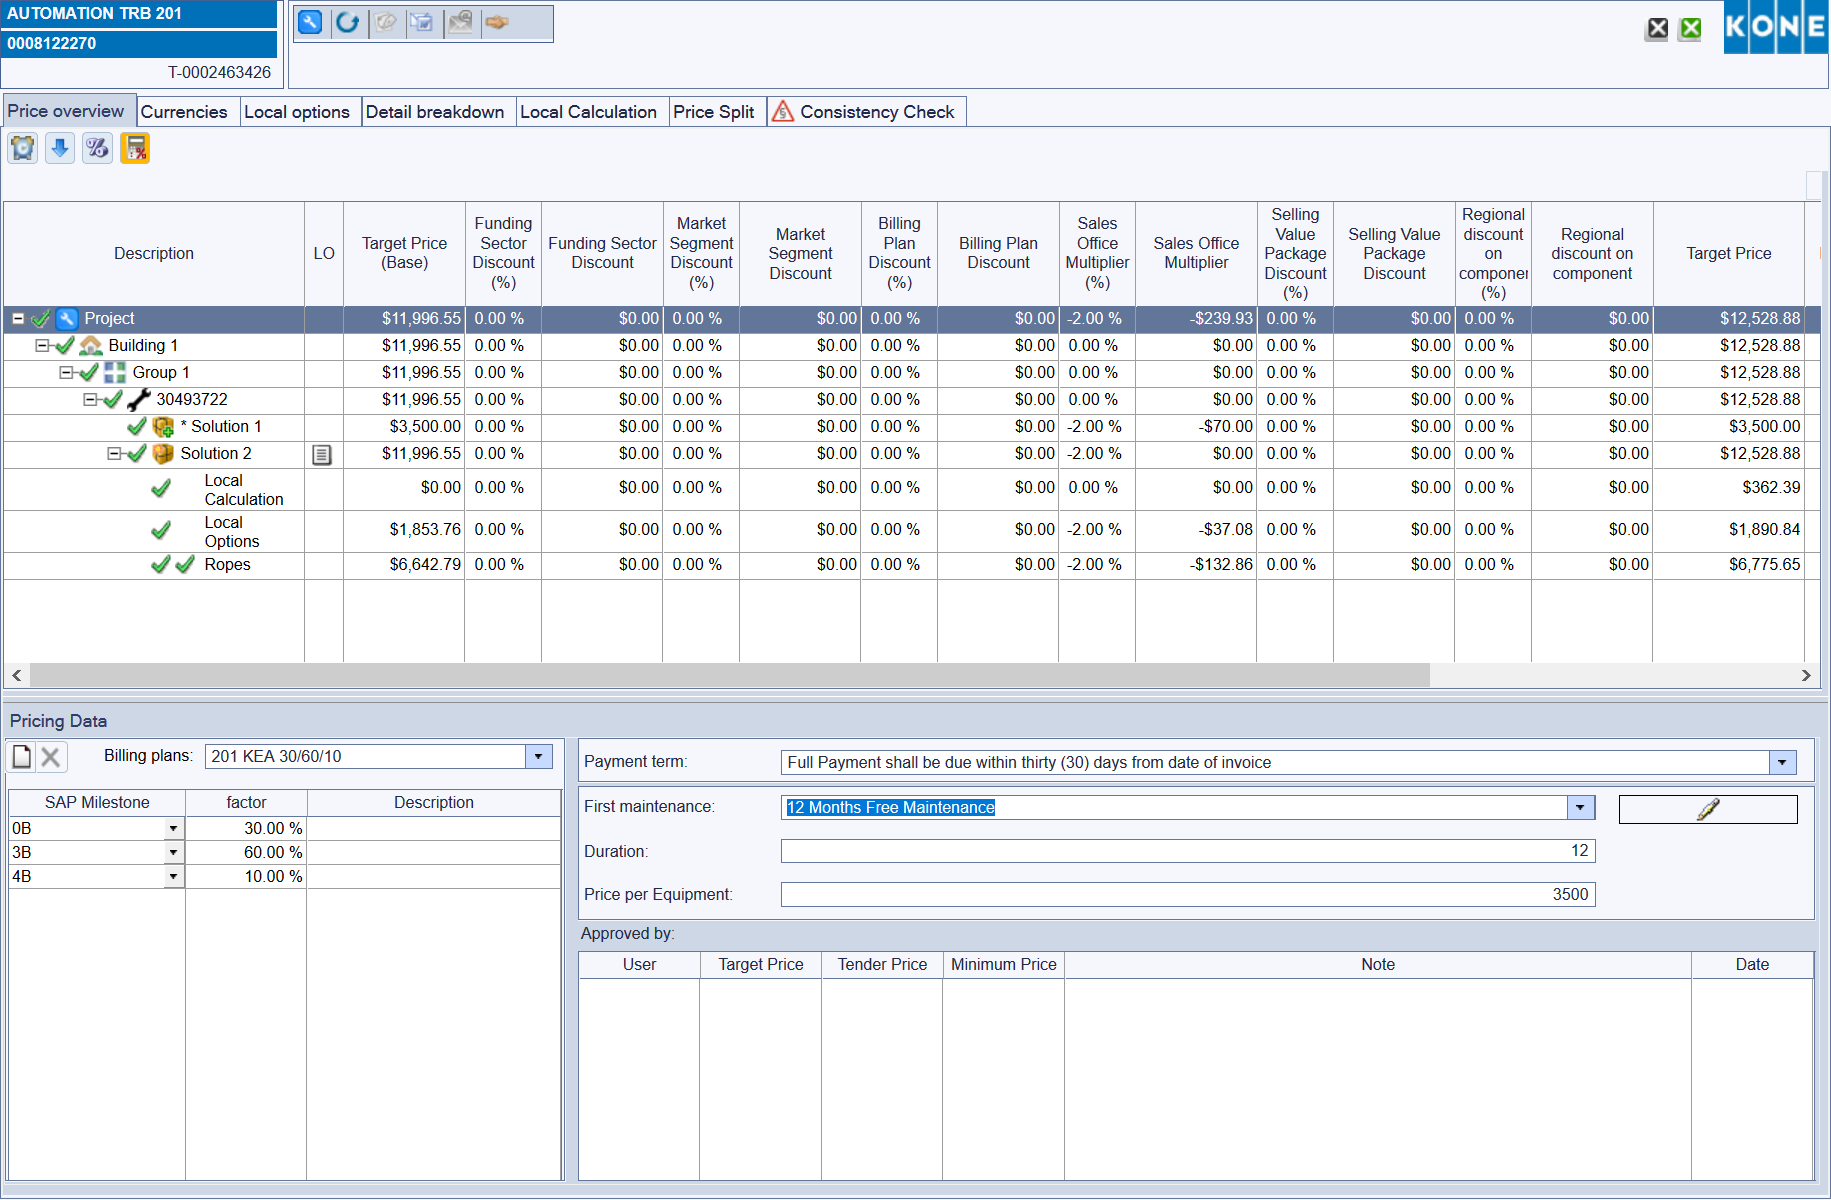 AUTOMATION TRB 201
0008122270
T-0002463426
KONE
Price overview Currencies Local options Detail breakdown Local Calculation Price Split Consistency Check
Description LO Target Price (Base) Funding Sector Discount (%) Funding Sector Discount Market Segment Discount (%) Market Segment Discount Billing Plan Discount (%) Billing Plan Discount Sales Office Multiplier (%) Sales Office Multiplier Selling Value Package Discount (%) Selling Value Package Discount Regional discount on componer (%) Regional discount on component Target Price
Project $11,996.55 0.00 % $0.00 0.00 % $0.00 0.00 % $0.00 -2.00 % -$239.93 0.00 % $0.00 0.00 % $0.00 $12,528.88
Building 1 $11,996.55 0.00 % $0.00 0.00 % $0.00 0.00 % $0.00 0.00 % $0.00 0.00 % $0.00 0.00 % $0.00 $12,528.88
Group 1 $11,996.55 0.00 % $0.00 0.00 % $0.00 0.00 % $0.00 0.00 % $0.00 0.00 % $0.00 0.00 % $0.00 $12,528.88
30493722 $11,996.55 0.00 % $0.00 0.00 % $0.00 0.00 % $0.00 0.00 % $0.00 0.00 % $0.00 0.00 % $0.00 $12,528.88
* Solution 1 $3,500.00 0.00 % $0.00 0.00 % $0.00 0.00 % $0.00 -2.00 % -$70.00 0.00 % $0.00 0.00 % $0.00 $3,500.00
Solution 2 $11,996.55 0.00 % $0.00 0.00 % $0.00 0.00 % $0.00 -2.00 % $0.00 0.00 % $0.00 0.00 % $0.00 $12,528.88
Local Calculation $0.00 0.00 % $0.00 0.00 % $0.00 0.00 % $0.00 0.00 % $0.00 0.00 % $0.00 0.00 % $0.00 $362.39
Local Options $1,853.76 0.00 % $0.00 0.00 % $0.00 0.00 % $0.00 -2.00 % -$37.08 0.00 % $0.00 0.00 % $0.00 $1,890.84
Ropes $6,642.79 0.00 % $0.00 0.00 % $0.00 0.00 % $0.00 -2.00 % -$132.86 0.00 % $0.00 0.00 % $0.00 $6,775.65
Pricing Data
Billing plans: 201 KEA 30/60/10
SAP Milestone factor Description
0B 30.00 %
3B 60.00 %
4B 10.00 %
Payment term: Full Payment shall be due within thirty (30) days from date of invoice
First maintenance: 12 Months Free Maintenance
Duration: 12
Price per Equipment: 3500
Approved by:
User Target Price Tender Price Minimum Price Note Date